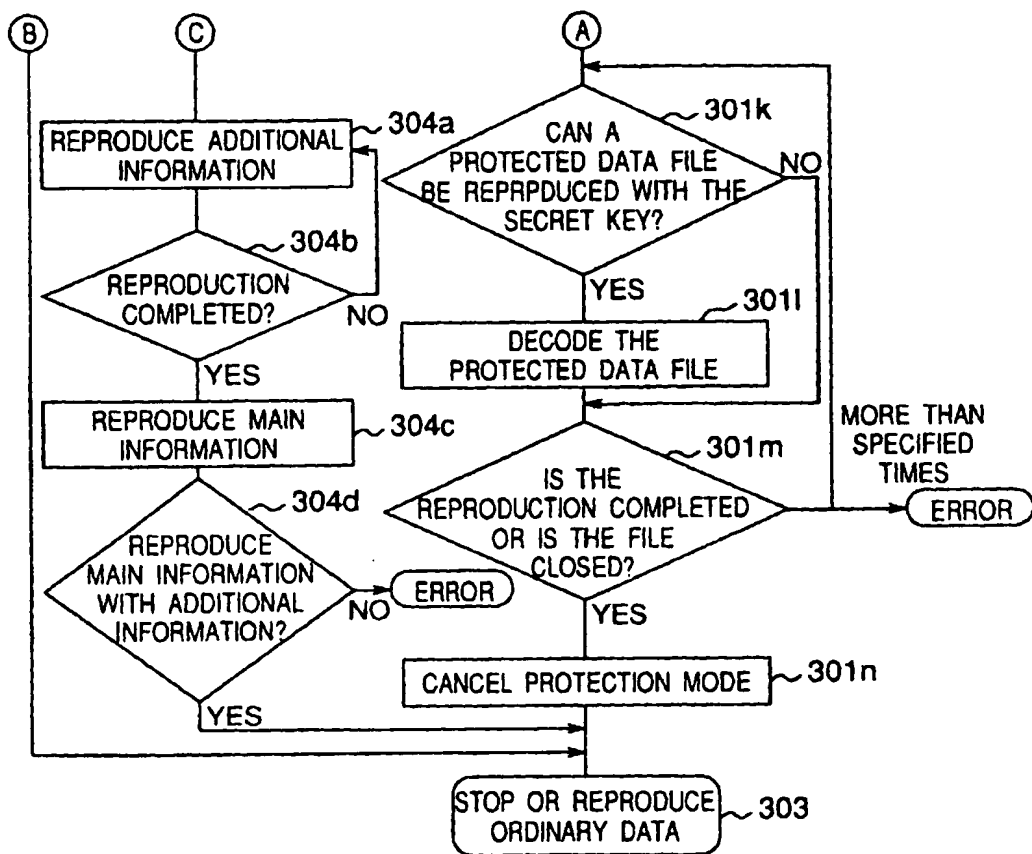 B
C
A
REPRODUCE ADDITIONAL
INFORMATION
304a
REPRODUCTION
COMPLETED?
304b
NO
YES
REPRODUCE MAIN
INFORMATION
304c
304d
REPRODUCE
MAIN INFORMATION
WITH ADDITIONAL
INFORMATION?
NO
ERROR
YES
301k
CAN A
PROTECTED DATA FILE
BE REPRPDUCED WITH THE
SECRET KEY?
NO
YES
301l
DECODE THE
PROTECTED DATA FILE
301m
IS THE
REPRODUCTION COMPLETED
OR IS THE FILE
CLOSED?
MORE THAN
SPECIFIED
TIMES
ERROR
YES
CANCEL PROTECTION MODE
301n
STOP OR REPRODUCE
ORDINARY DATA
303